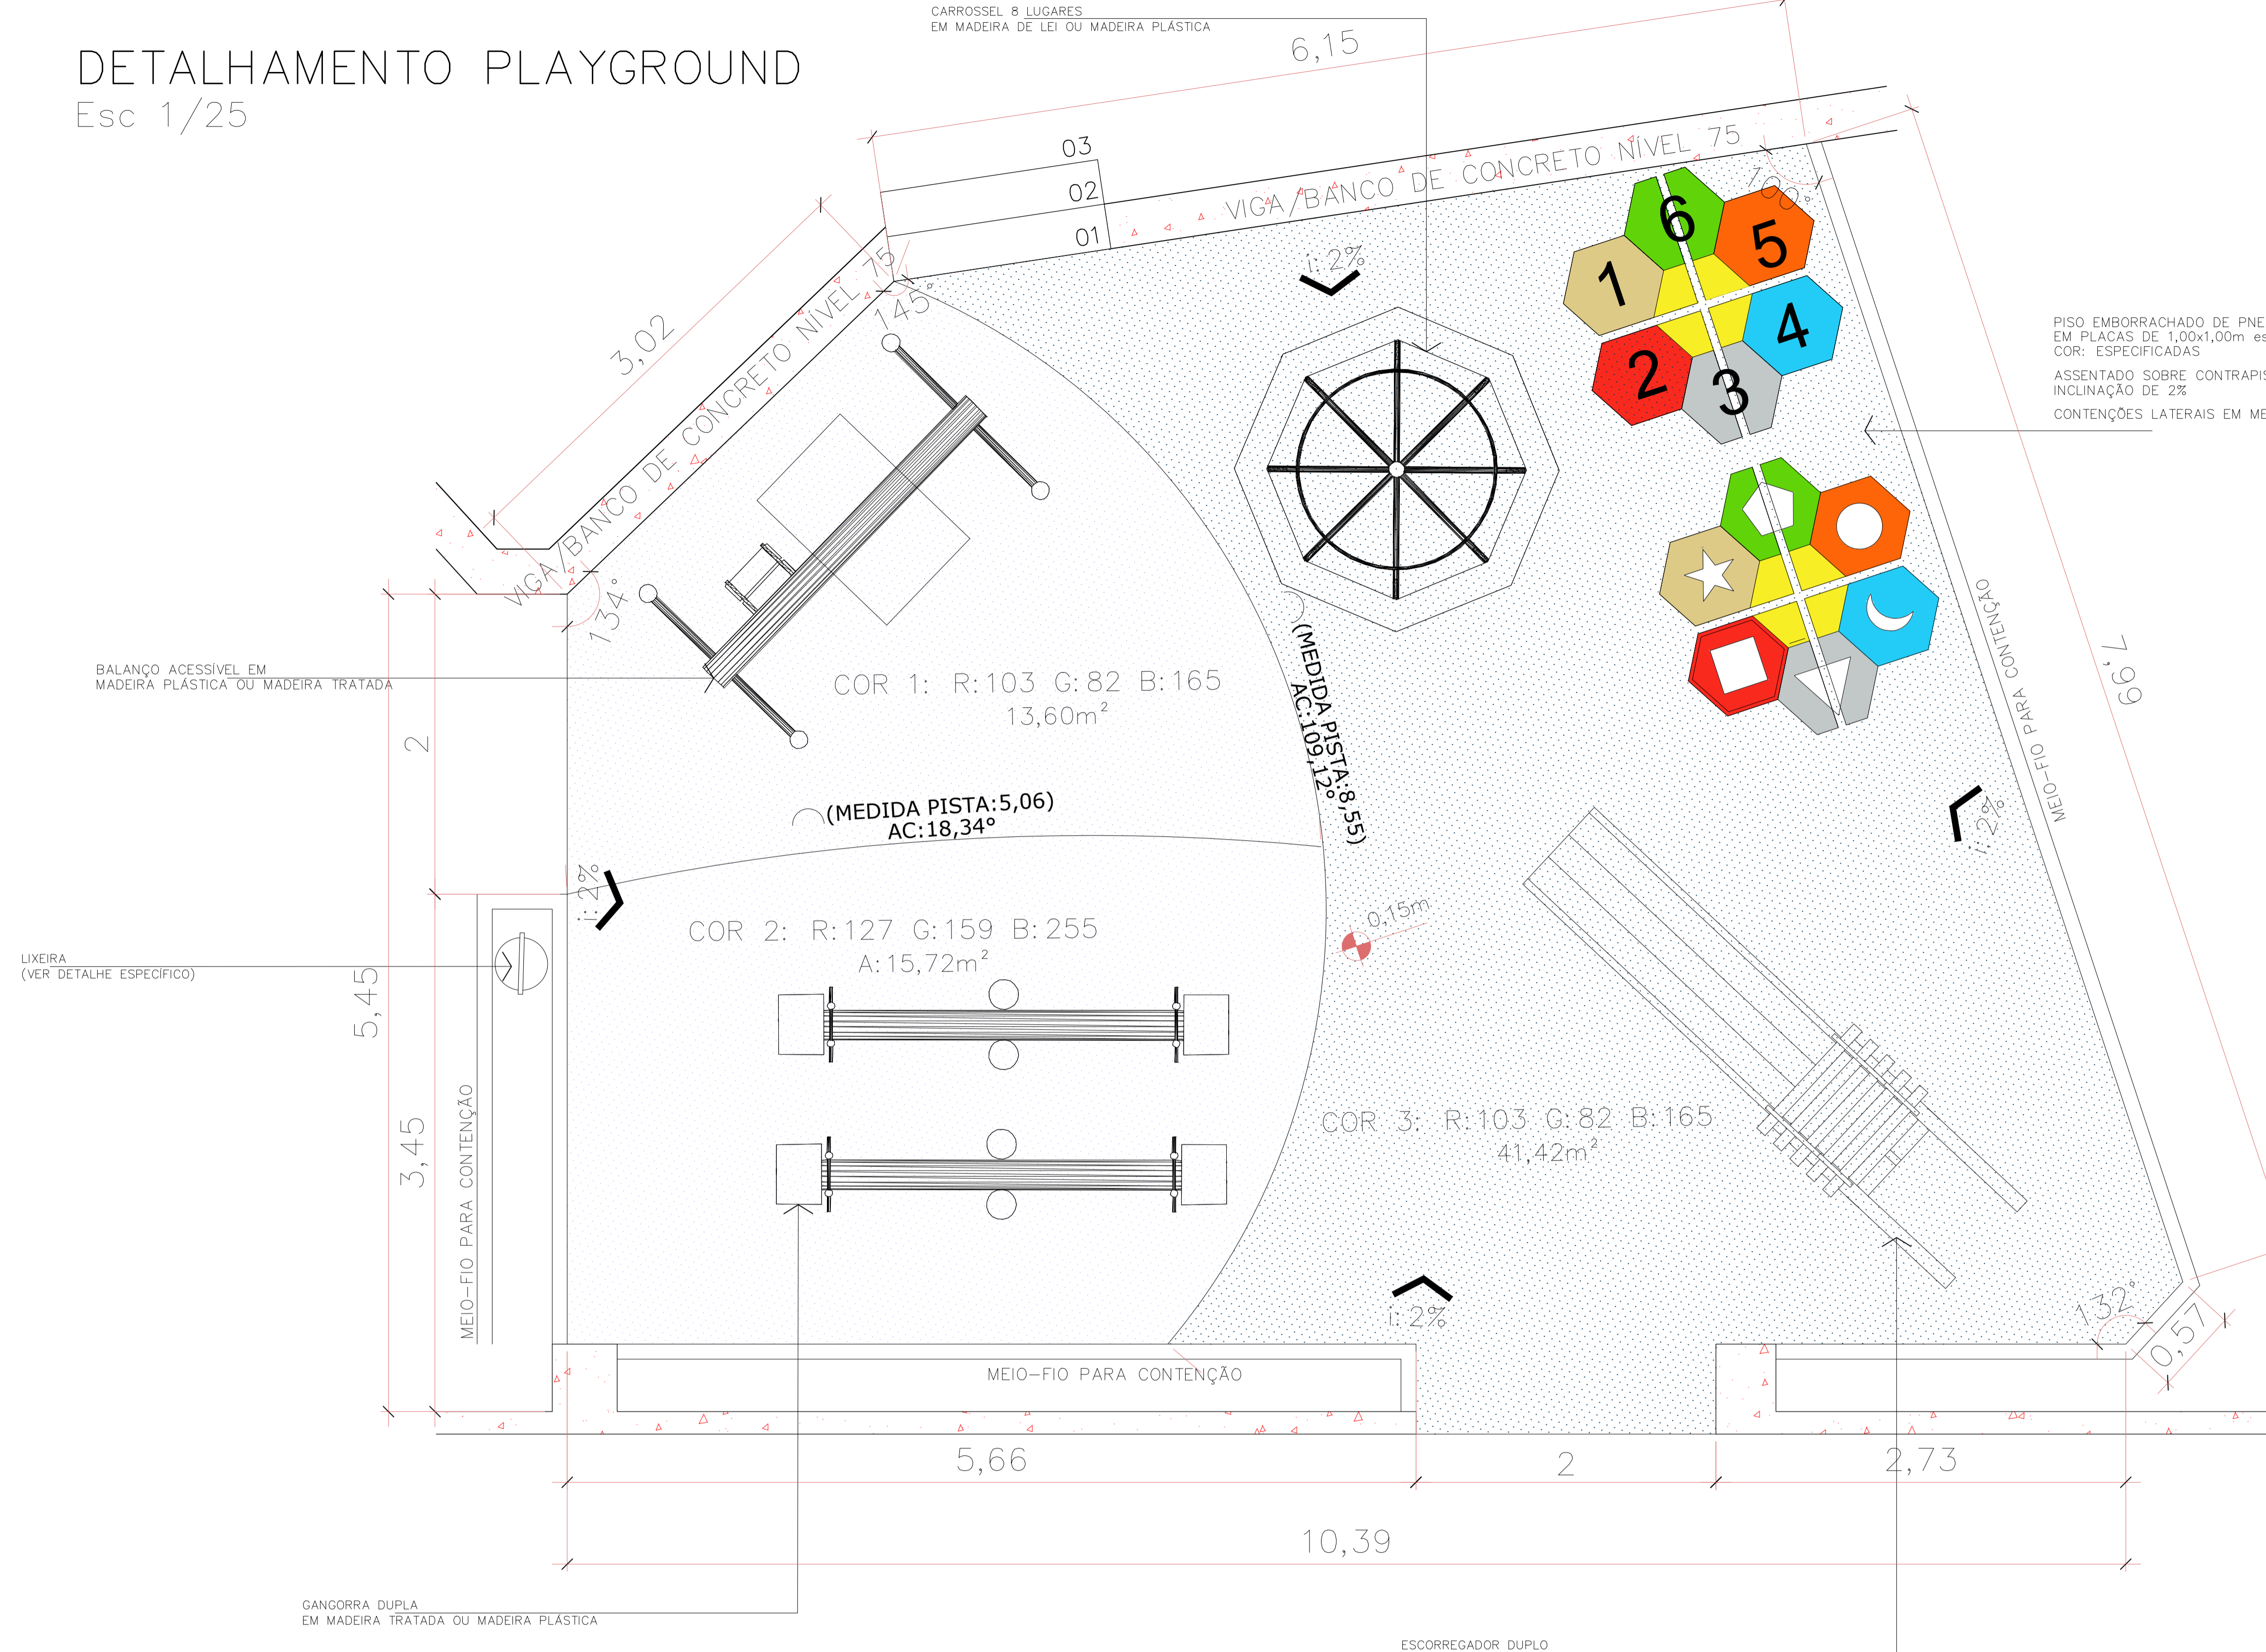 DETALHAMENTO PLAYGROUND
Esc 1/25
CARROSSEL 8 LUGARES
EM MADEIRA DE LEI OU MADEIRA PLÁSTICA
6,15
03
02
01
VIGA/BANCO DE CONCRETO NÍVEL 75
100°
3,02
VIGA/BANCO DE CONCRETO NÍVEL 75
145°
134°
i: 2%
6
5
1
4
2
3
PISO EMBORRACHADO DE PNE
EM PLACAS DE 1,00x1,00m es
COR: ESPECIFICADAS
ASSENTADO SOBRE CONTRAPIS
INCLINAÇÃO DE 2%
CONTENÇÕES LATERAIS EM ME
MEIO-FIO PARA CONTENÇÃO
7,99
BALANÇO ACESSÍVEL EM
MADEIRA PLÁSTICA OU MADEIRA TRATADA
COR 1: R:103 G:82 B:165
13,60m²
(MEDIDA PISTA:8,55)
AC:109,12°
2
(MEDIDA PISTA:5,06)
AC:18,34°
i: 2%
i: 2%
COR 2: R:127 G:159 B:255
A:15,72m²
0,15m
LIXEIRA
(VER DETALHE ESPECÍFICO)
5,45
3,45
MEIO-FIO PARA CONTENÇÃO
COR 3: R:103 G:82 B:165
41,42m²
i: 2%
132°
0,57
MEIO-FIO PARA CONTENÇÃO
5,66
2
2,73
10,39
GANGORRA DUPLA
EM MADEIRA TRATADA OU MADEIRA PLÁSTICA
ESCORREGADOR DUPLO